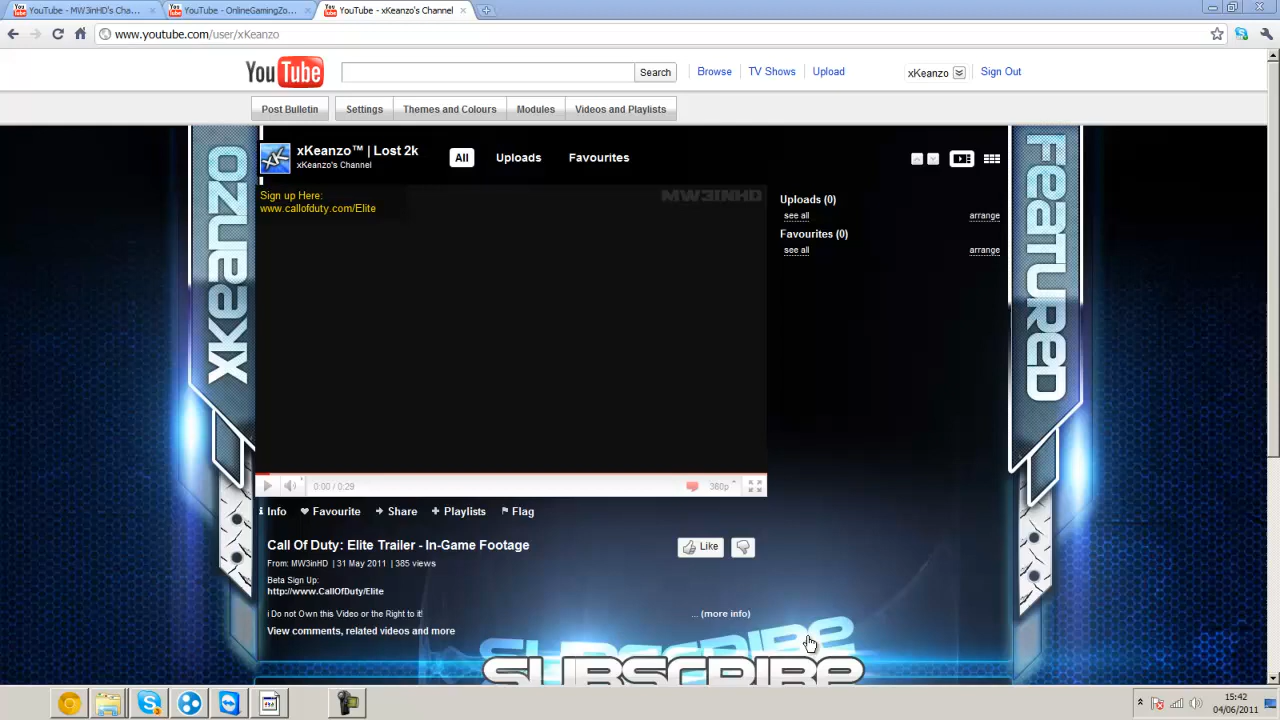 YouTube - MW3inHD's Cha...
YouTube - OnlineGamingZo...
YouTube - xKeanzo's Channel
www.youtube.com/user/xKeanzo
YouTube
Search
Browse
TV Shows
Upload
xKeanzo
Sign Out
Post Bulletin
Settings
Themes and Colours
Modules
Videos and Playlists
xKeanzo
FEATURED
xKeanzo™ | Lost 2k
xKeanzo's Channel
All
Uploads
Favourites
Sign up Here:
www.callofduty.com/Elite
MW3INHD
Uploads (0)
see all
arrange
Favourites (0)
see all
arrange
0:00 / 0:29
360p
Info
Favourite
Share
Playlists
Flag
Call Of Duty: Elite Trailer - In-Game Footage
Like
From: MW3inHD | 31 May 2011 | 385 views
Beta Sign Up:
http://www.CallOfDuty/Elite
i Do not Own this Video or the Right to it!
... (more info)
View comments, related videos and more
SUBSCRIBE
SUBSCRIBE
15:42
04/06/2011